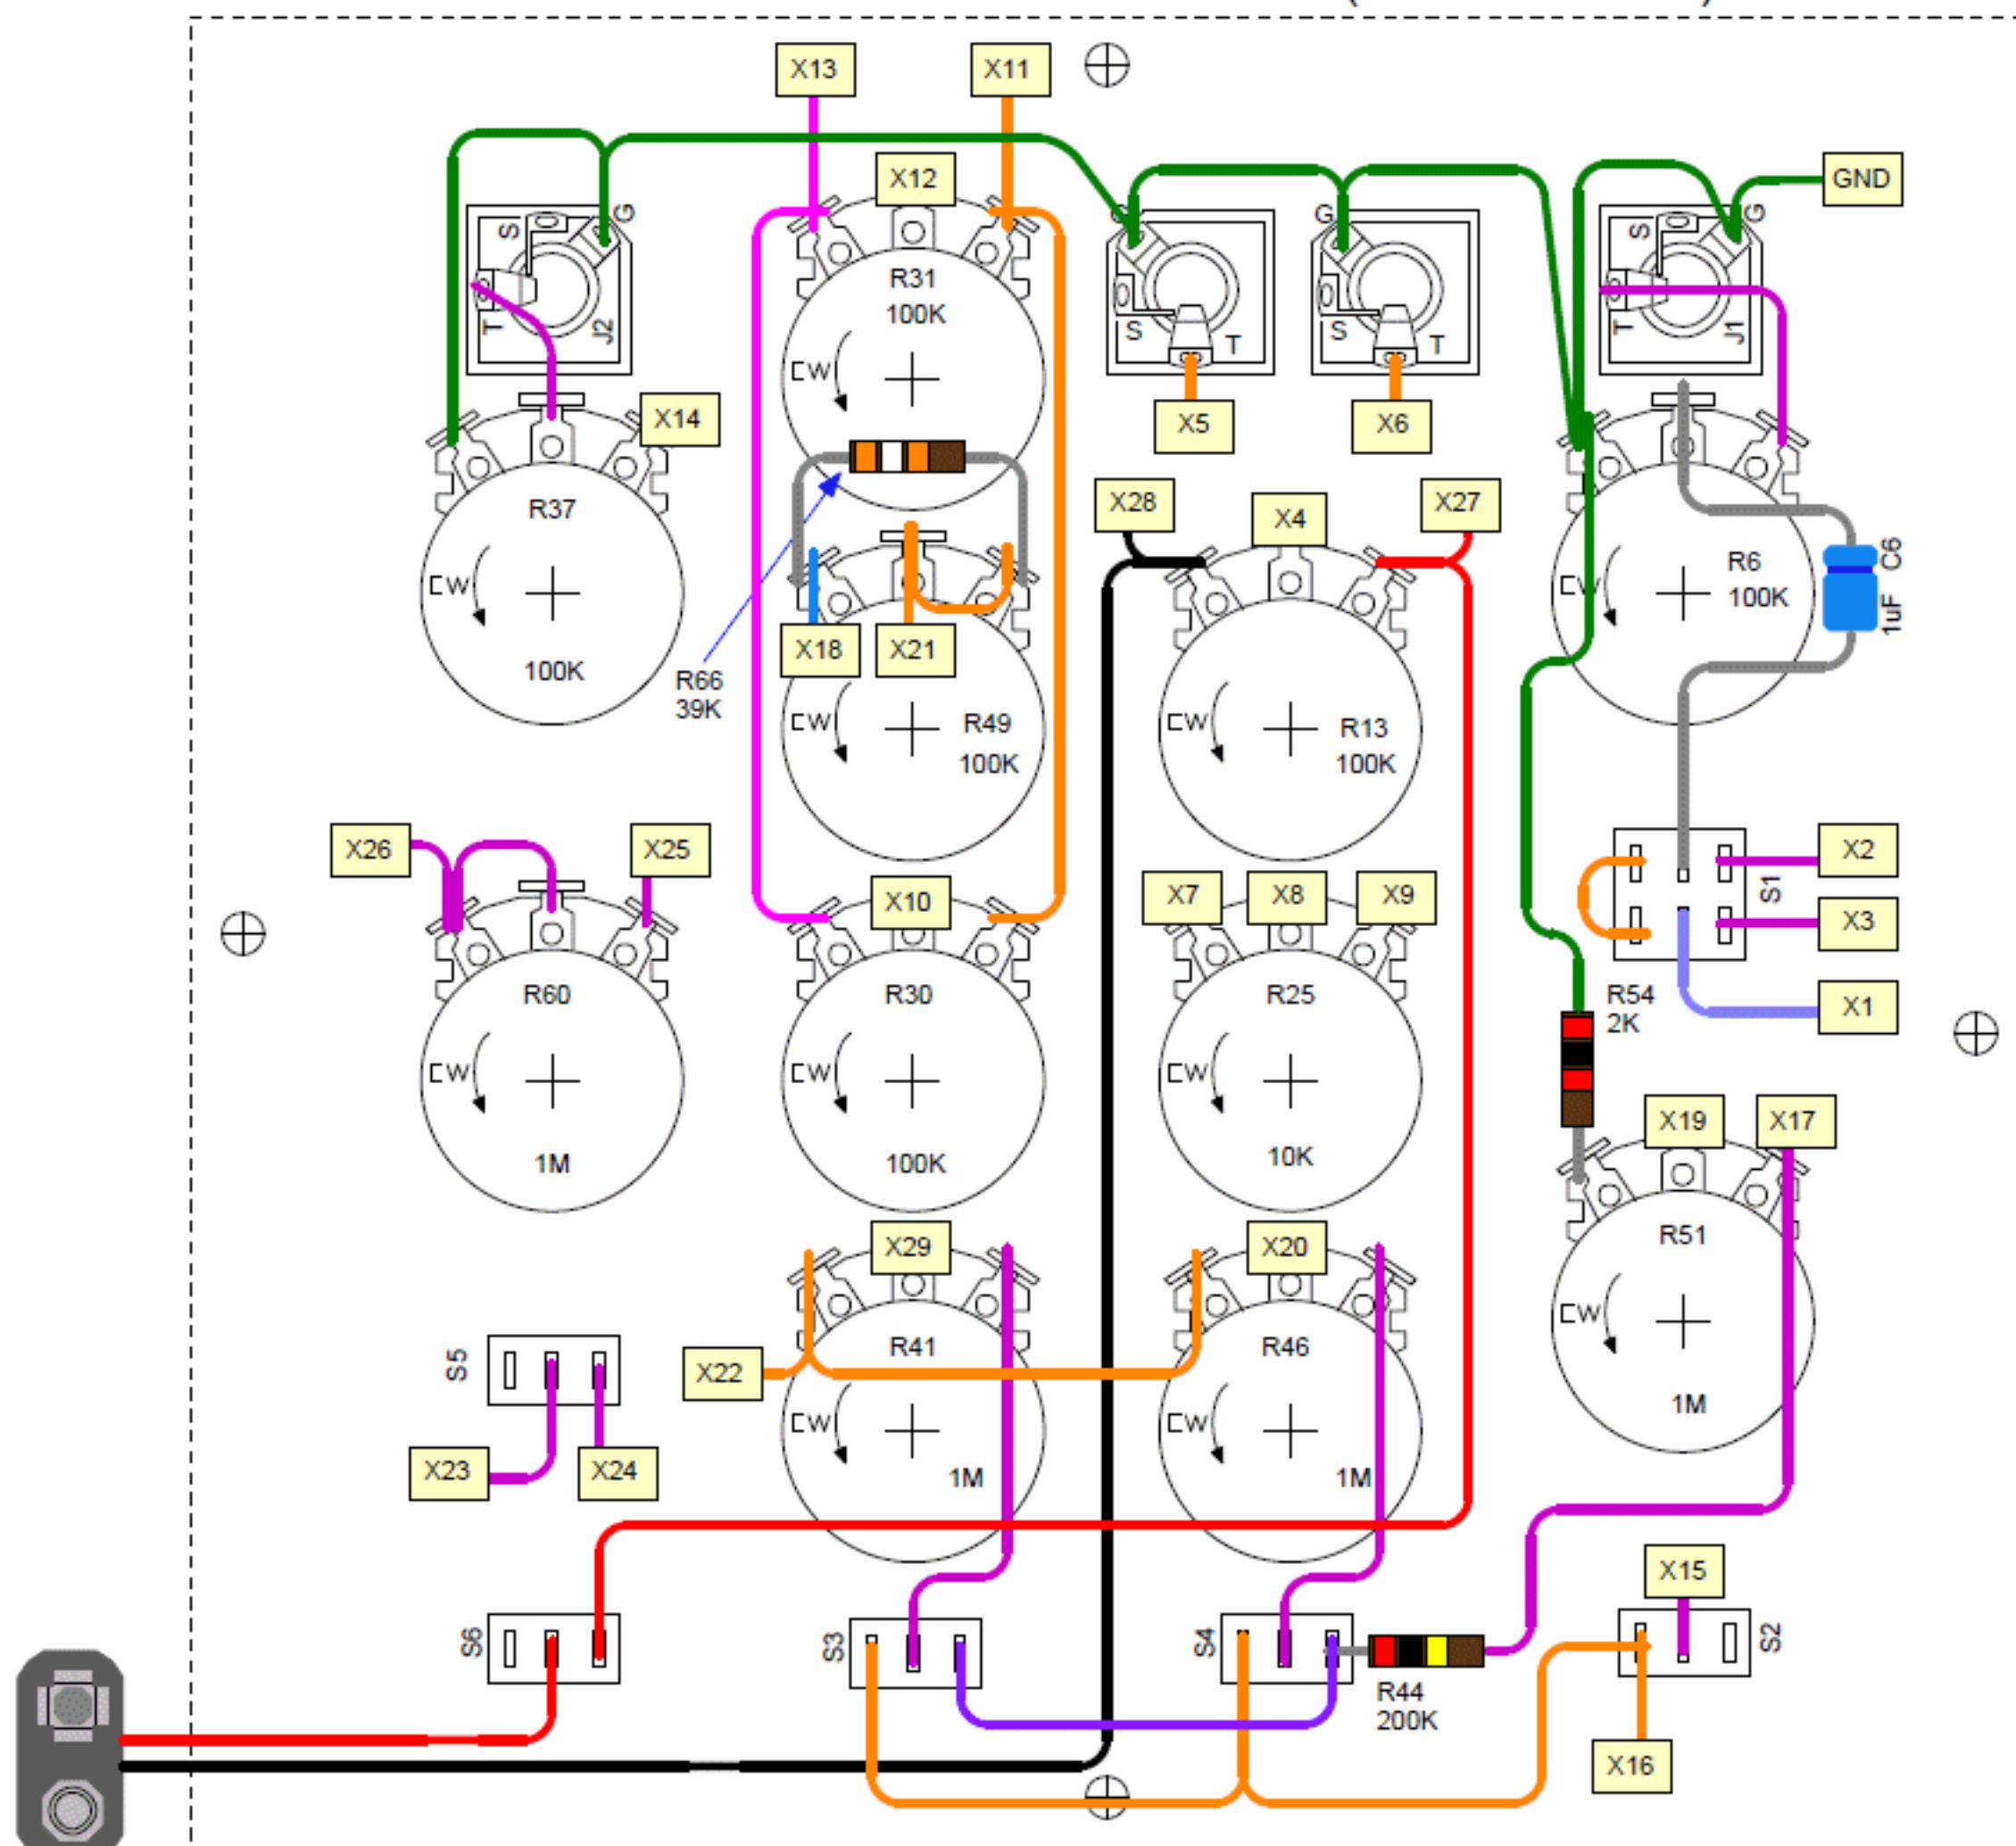 X13
X11
X12
GND
S
G
J2
T
R31
100K
CW
G
S
T
X5
G
S
T
X6
S
G
J1
T
X14
R37
CW
100K
X28
X4
X27
R6
100K
CW
C6
1uF
X18
X21
R66
39K
CW
R49
100K
CW
R13
100K
X26
X25
X10
X7
X8
X9
X2
S1
X3
X1
R60
CW
1M
R30
CW
100K
R25
CW
10K
R54
2K
X19
X17
R51
CW
1M
X29
X20
S5
X22
R41
CW
1M
R46
CW
1M
X23
X24
X15
S6
S3
S4
R44
200K
S2
X16